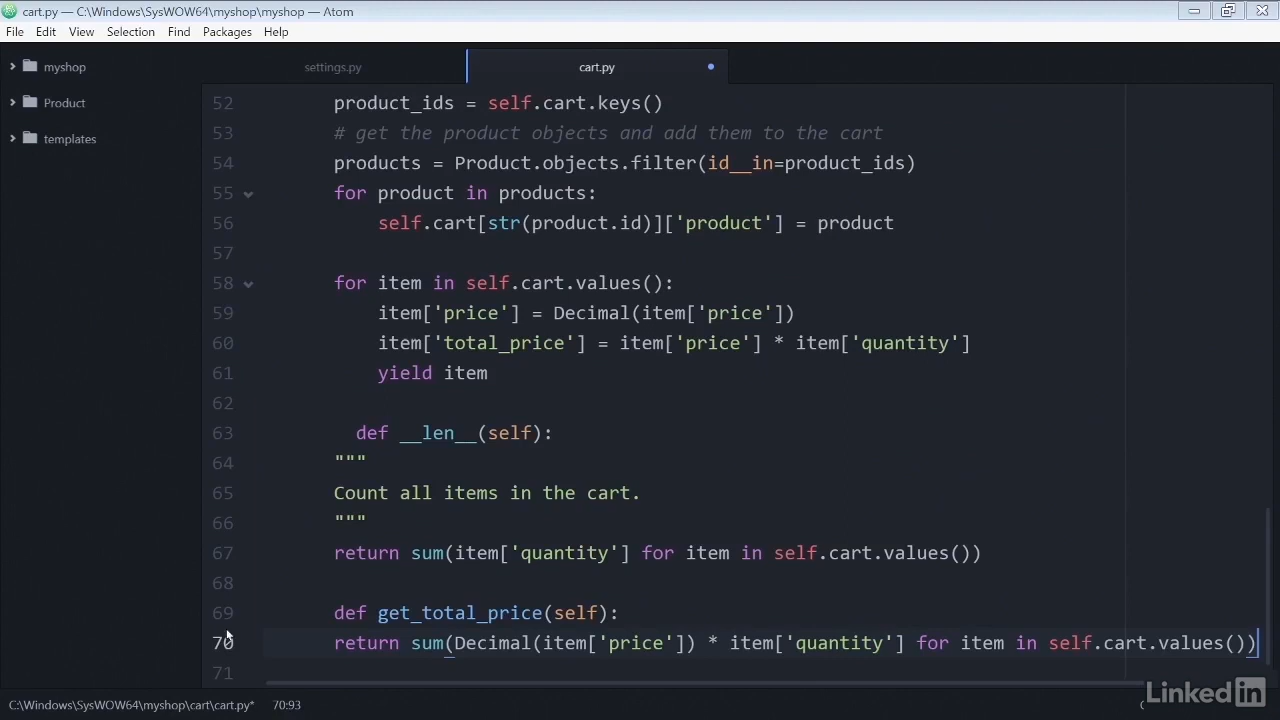 cart.py — C:\Windows\SysWOW64\myshop\myshop — Atom
File Edit View Selection Find Packages Help
myshop
Product
templates
settings.py
cart.py
52 product_ids = self.cart.keys()
53 # get the product objects and add them to the cart
54 products = Product.objects.filter(id__in=product_ids)
55 for product in products:
56 self.cart[str(product.id)]['product'] = product
57
58 for item in self.cart.values():
59 item['price'] = Decimal(item['price'])
60 item['total_price'] = item['price'] * item['quantity']
61 yield item
62
63 def __len__(self):
64 """
65 Count all items in the cart.
66 """
67 return sum(item['quantity'] for item in self.cart.values())
68
69 def get_total_price(self):
70 return sum(Decimal(item['price']) * item['quantity'] for item in self.cart.values())
71
C:\Windows\SysWOW64\myshop\cart\cart.py* 70:93
LinkedIn